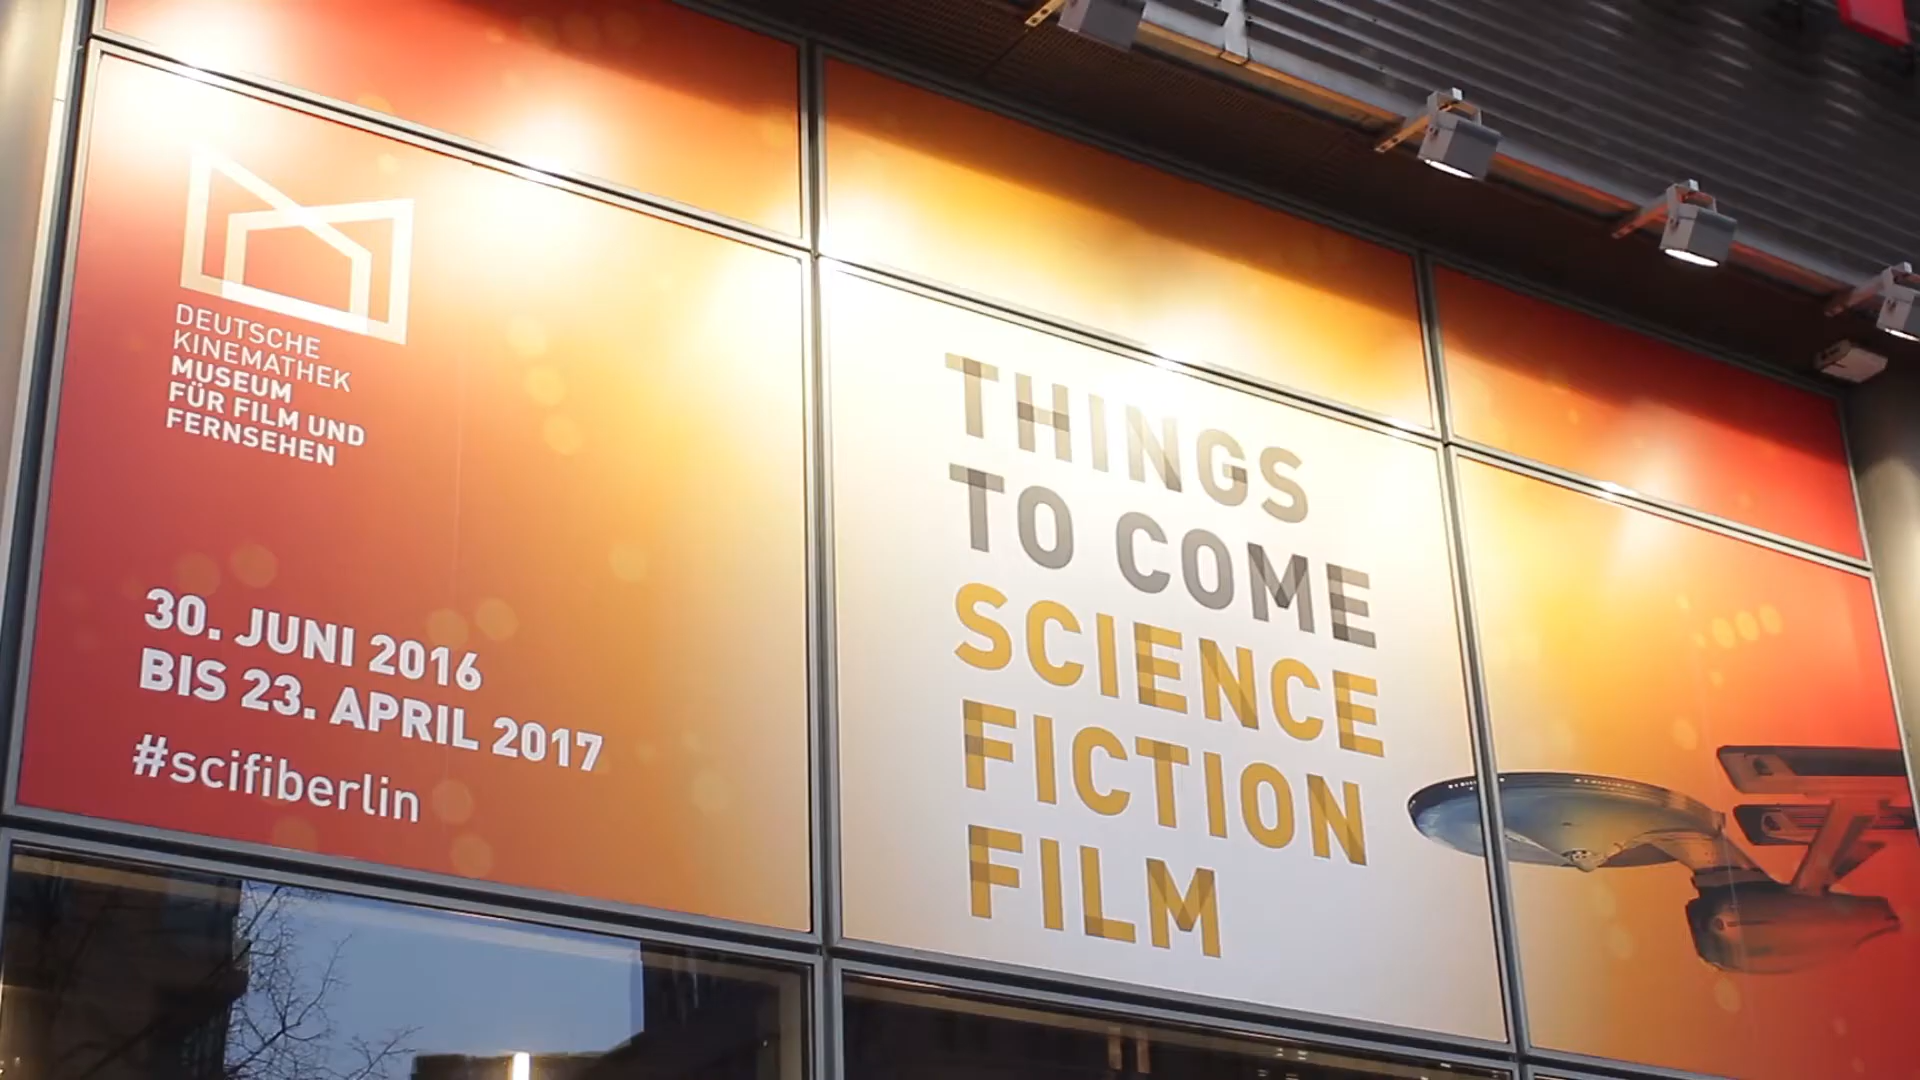 DEUTSCHE
KINEMATHEK
MUSEUM
FÜR FILM UND
FERNSEHEN
30. JUNI 2016
BIS 23. APRIL 2017
#scifiberlin
THINGS
TO COME
SCIENCE
FICTION
FILM